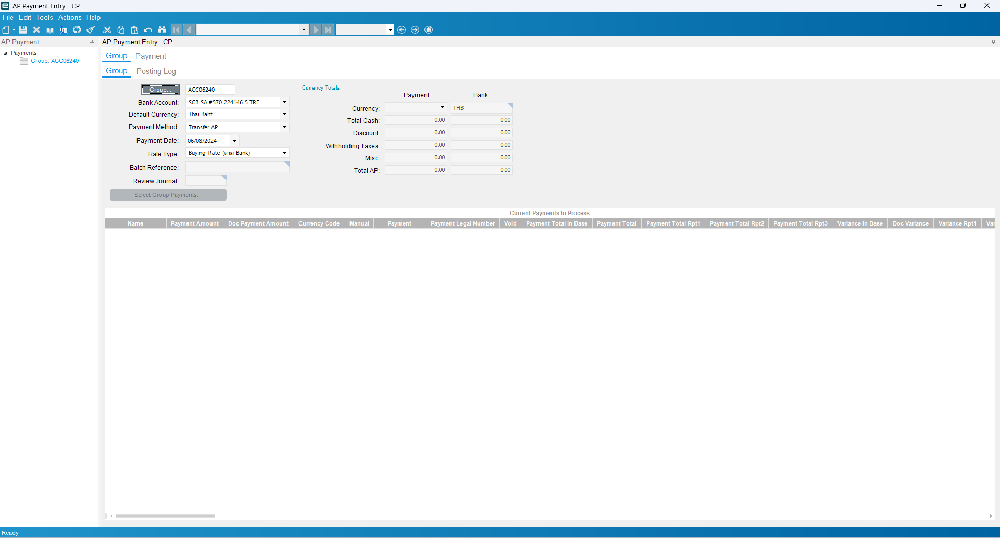 AP Payment Entry - CP
File Edit Tools Actions Help
AP Payment
AP Payment Entry - CP
Payments
Group: ACC06240
Group Payment
Group Posting Log
Group... ACC06240
Bank Account: SCB-SA #570-224146-5 TRF
Default Currency: Thai Baht
Payment Method: Transfer AP
Payment Date: 06/08/2024
Rate Type: Buying Rate (ตาม Bank)
Batch Reference:
Review Journal:
Select Group Payments...
Currency Totals
Payment Bank
Currency: THB
Total Cash: 0.00 0.00
Discount: 0.00 0.00
Withholding Taxes: 0.00 0.00
Misc: 0.00 0.00
Total AP: 0.00 0.00
Current Payments In Process
Name Payment Amount Doc Payment Amount Currency Code Manual Payment Payment Legal Number Void Payment Total in Base Payment Total Payment Total Rpt1 Payment Total Rpt2 Payment Total Rpt3 Variance in Base Doc Variance Variance Rpt1 Var
Ready